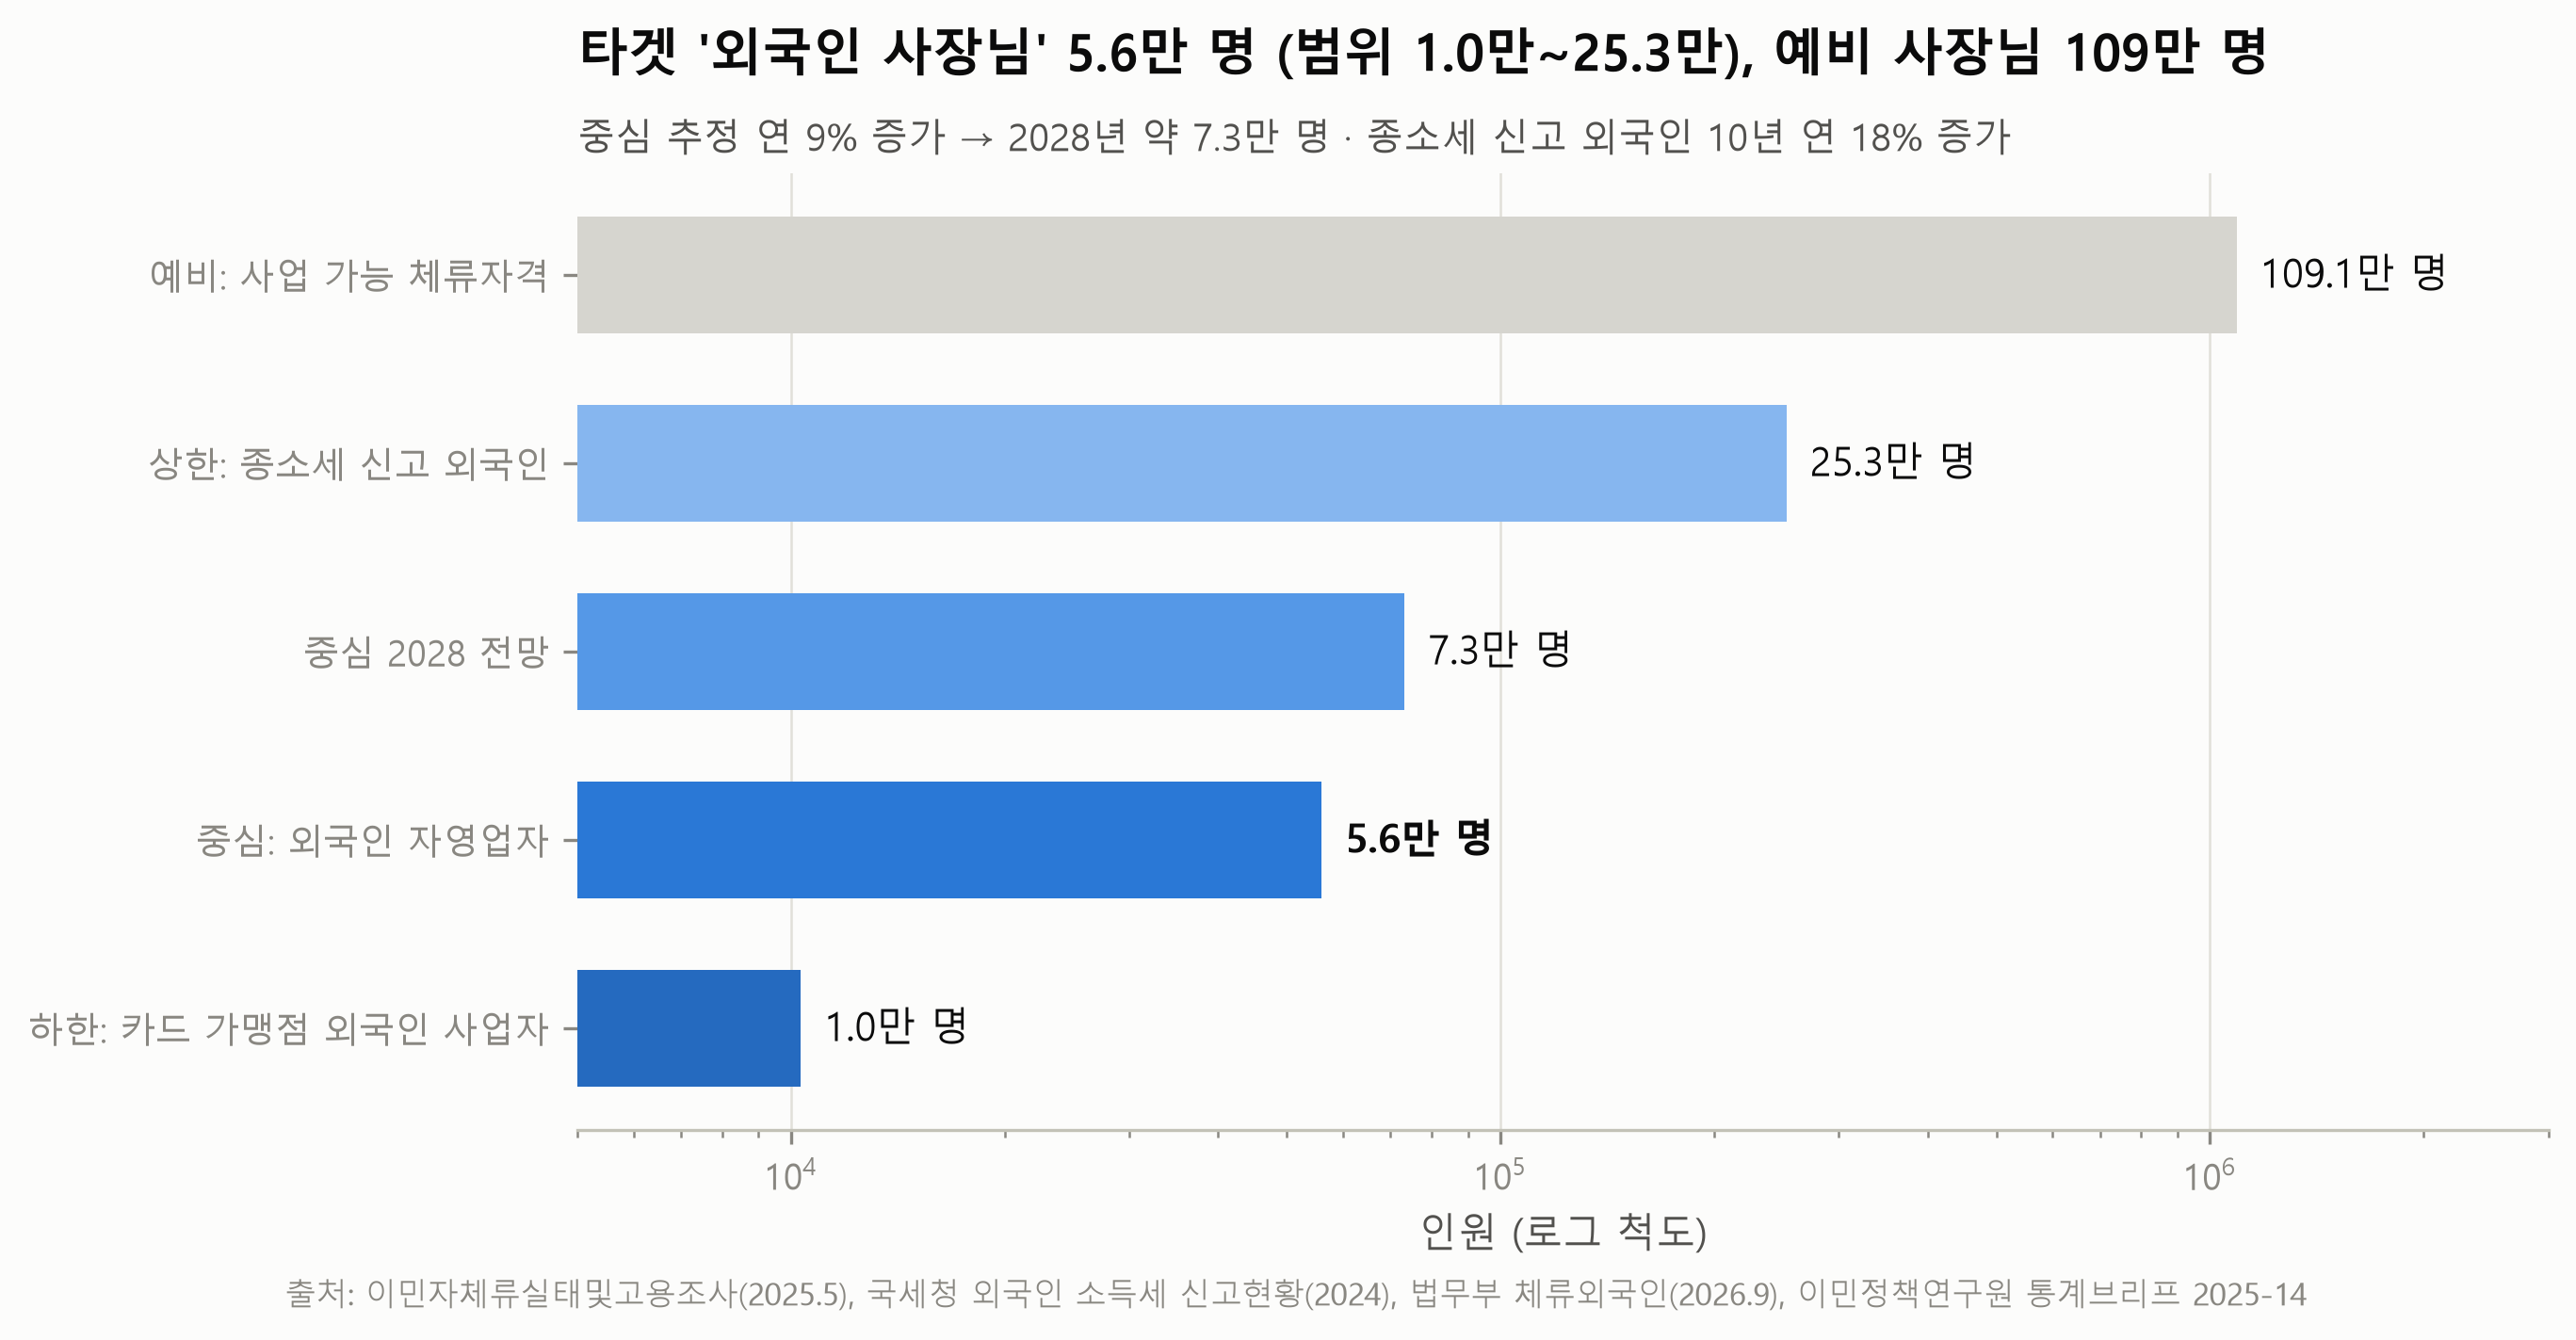 타겟 '외국인 사장님' 5.6만 명 (범위 1.0만~25.3만), 예비 사장님 109만 명
중심 추정 연 9% 증가 → 2028년 약 7.3만 명 · 종소세 신고 외국인 10년 연 18% 증가
예비: 사업 가능 체류자격
109.1만 명
상한: 종소세 신고 외국인
25.3만 명
중심 2028 전망
7.3만 명
중심: 외국인 자영업자
5.6만 명
하한: 카드 가맹점 외국인 사업자
1.0만 명
10⁴ 10⁵ 10⁶
인원 (로그 척도)
출처: 이민자체류실태및고용조사(2025.5), 국세청 외국인 소득세 신고현황(2024), 법무부 체류외국인(2026.9), 이민정책연구원 통계브리프 2025-14